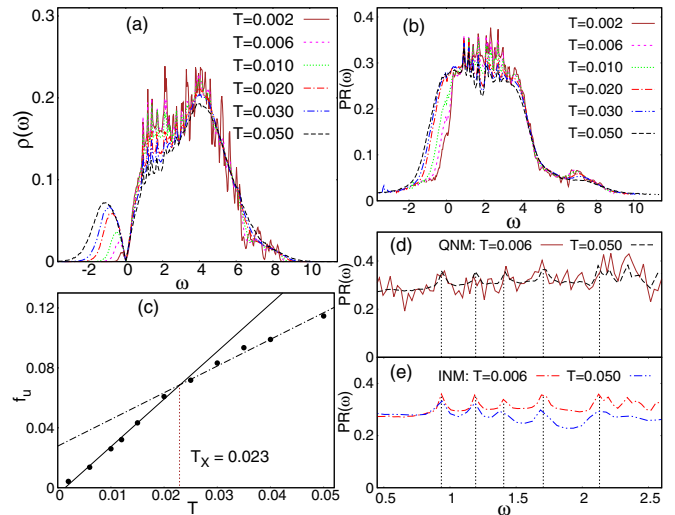 (a)
T=0.002
T=0.006
T=0.010
T=0.020
T=0.030
T=0.050
ρ(ω)
0.3
0.2
0.1
0
-2 0 2 4 6 8 10
ω
(b)
T=0.002
T=0.006
T=0.010
T=0.020
T=0.030
T=0.050
PR(ω)
0.4
0.3
0.2
0.1
0
-2 0 2 4 6 8 10
ω
(c)
f_u
0.12
0.08
0.04
0
0 0.01 0.02 0.03 0.04 0.05
T
T_X = 0.023
(d) QNM: T=0.006 T=0.050
PR(ω)
0.4
0.2
0
(e) INM: T=0.006 T=0.050
PR(ω)
0.4
0.2
0
0.5 1 1.5 2 2.5
ω